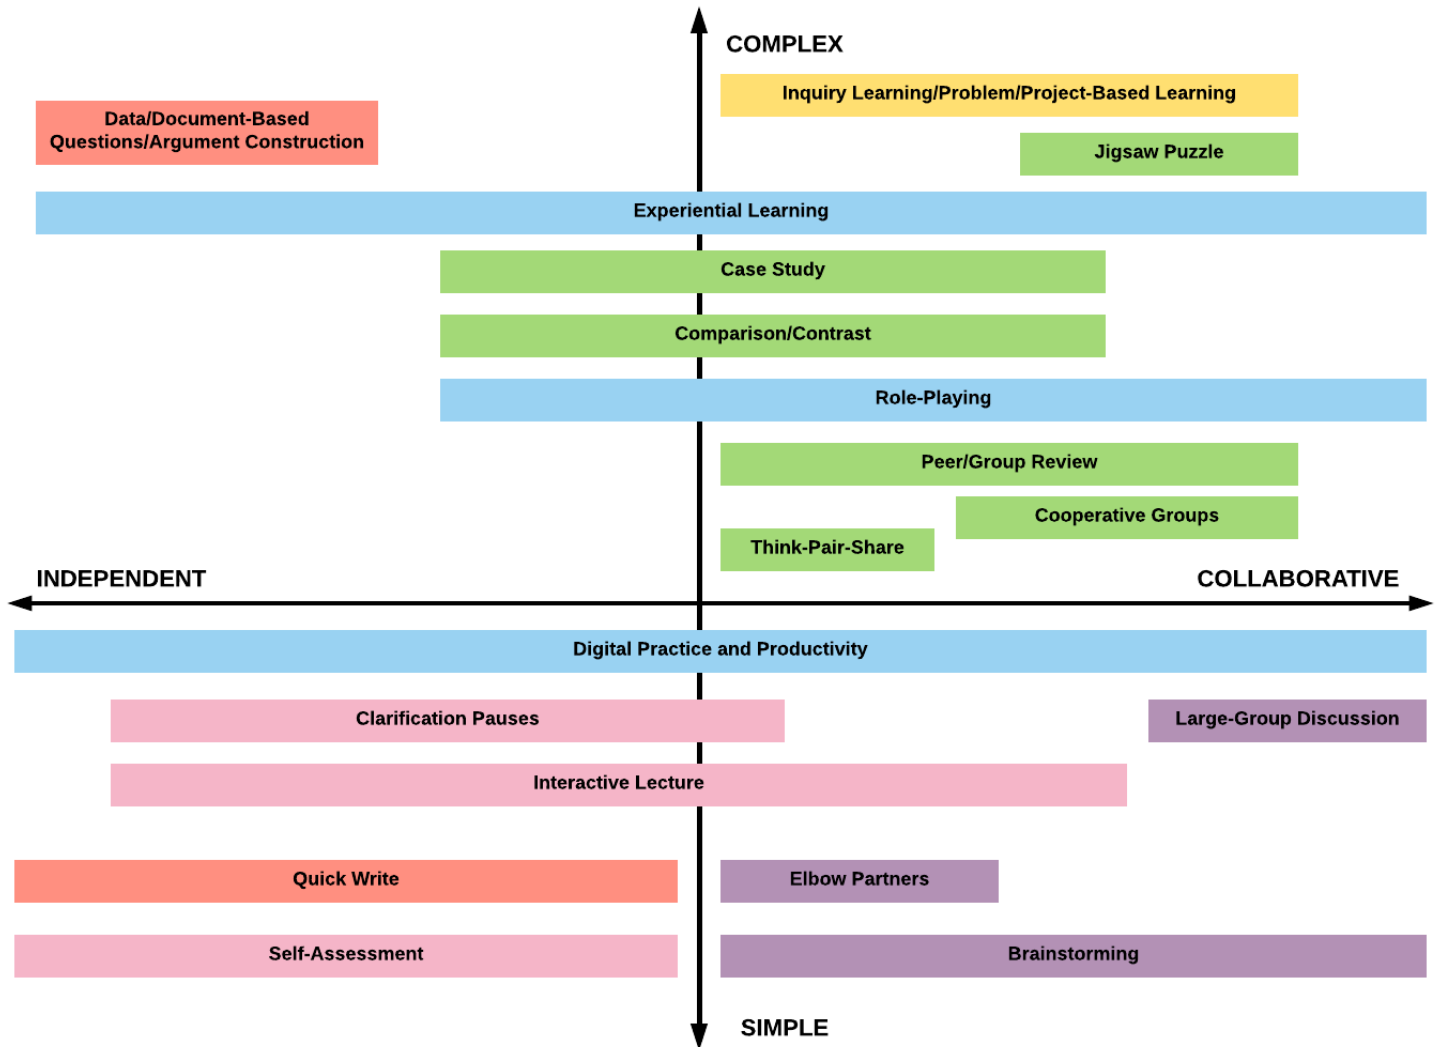 COMPLEX
Inquiry Learning/Problem/Project-Based Learning
Data/Document-Based
Questions/Argument Construction
Jigsaw Puzzle
Experiential Learning
Case Study
Comparison/Contrast
Role-Playing
Peer/Group Review
Cooperative Groups
Think-Pair-Share
INDEPENDENT
COLLABORATIVE
Digital Practice and Productivity
Clarification Pauses
Large-Group Discussion
Interactive Lecture
Quick Write
Elbow Partners
Self-Assessment
Brainstorming
SIMPLE